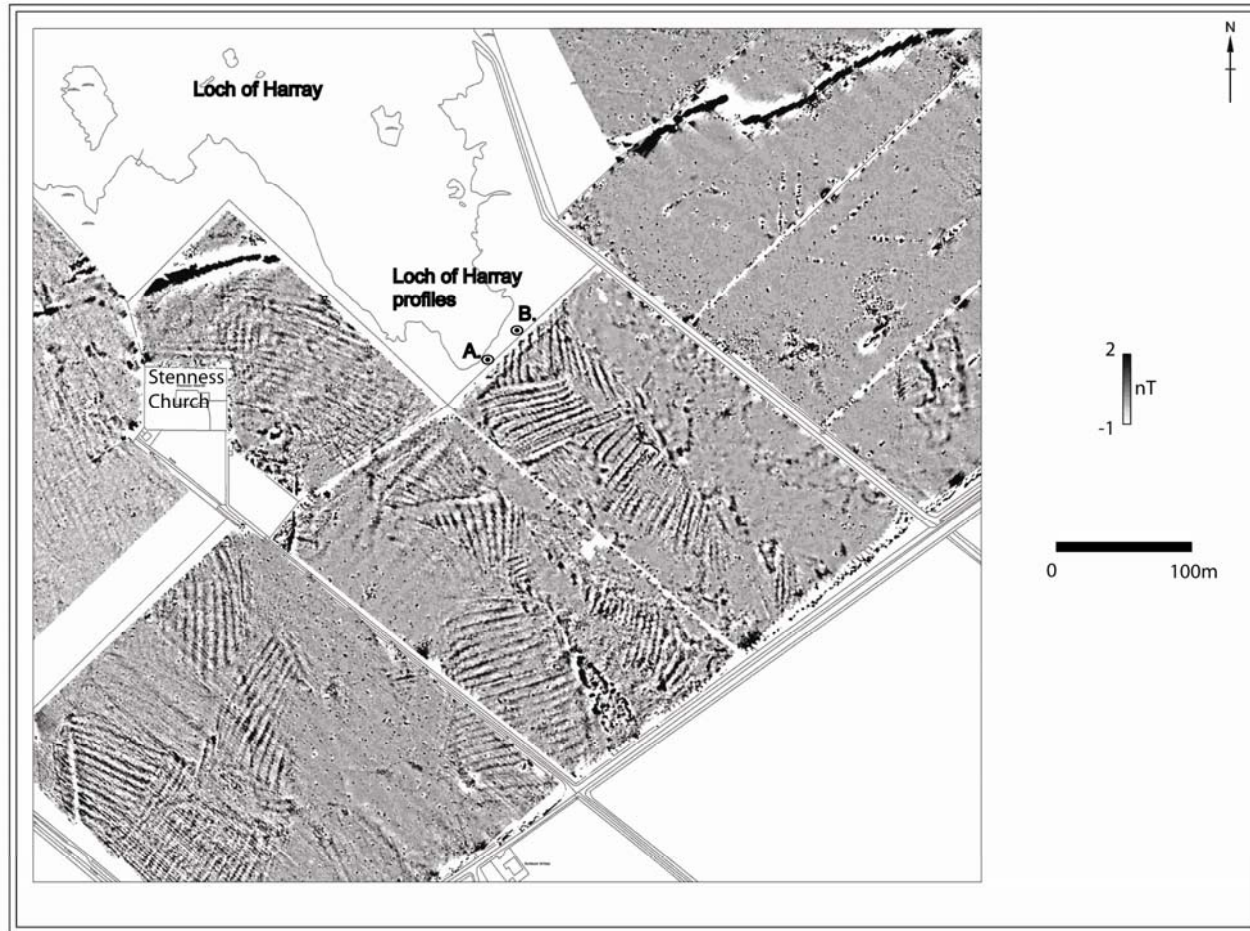 N
Loch of Harray
Loch of Harray
profiles
B.
A.
Stenness
Church
2
nT
-1
0
100m